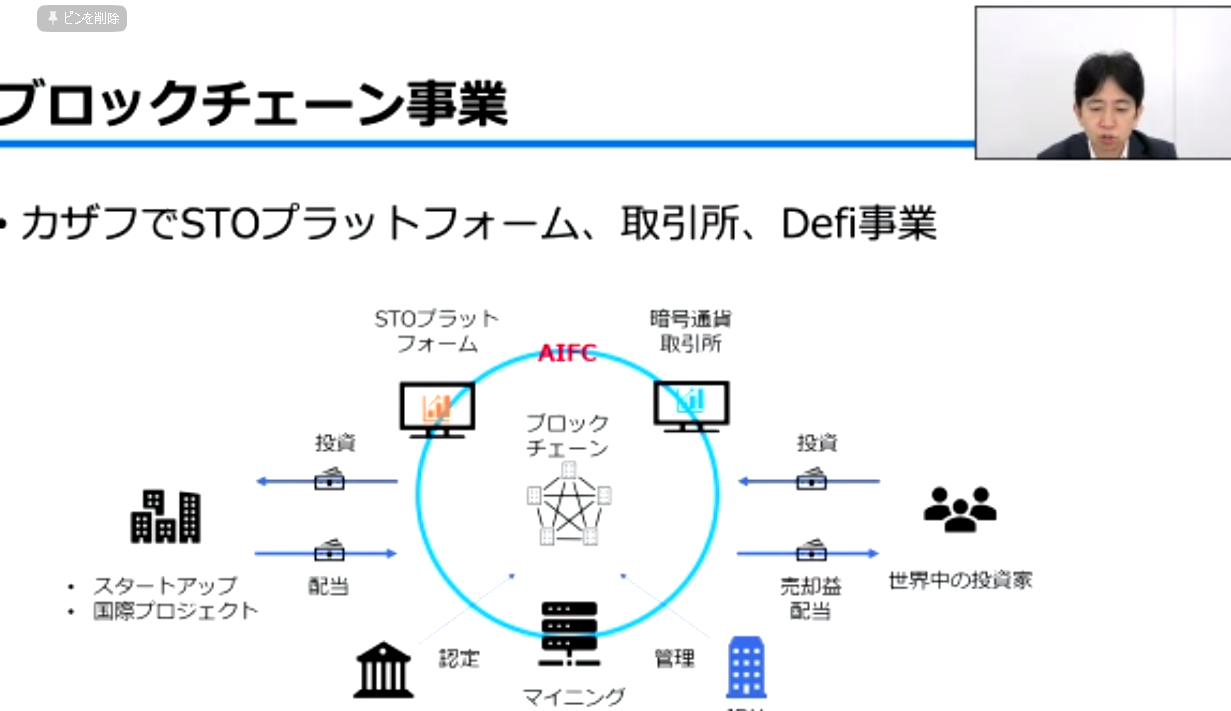 ピンを削除
ブロックチェーン事業
・カザフでSTOプラットフォーム、取引所、Defi事業
STOプラット
フォーム
暗号通貨
取引所
AIFC
ブロック
チェーン
投資
投資
• スタートアップ
• 国際プロジェクト
配当
売却益
配当
世界中の投資家
認定
管理
マイニング